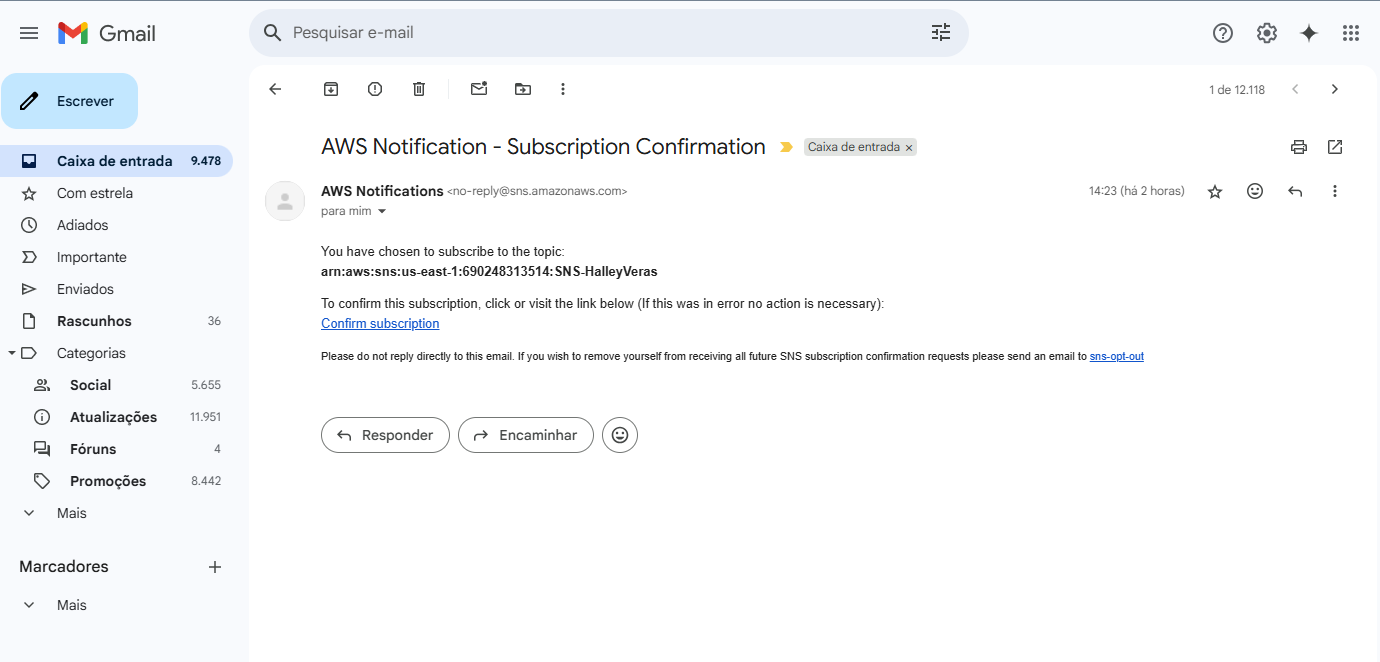 Gmail
Pesquisar e-mail
Escrever
1 de 12.118
Caixa de entrada 9.478
Com estrela
Adiados
Importante
Enviados
Rascunhos 36
Categorias
Social 5.655
Atualizações 11.951
Fóruns 4
Promoções 8.442
Mais
Marcadores
Mais
AWS Notification - Subscription Confirmation
Caixa de entrada ×
AWS Notifications <no-reply@sns.amazonaws.com>
14:23 (há 2 horas)
para mim
You have chosen to subscribe to the topic:
arn:aws:sns:us-east-1:690248313514:SNS-HalleyVeras
To confirm this subscription, click or visit the link below (If this was in error no action is necessary):
Confirm subscription
Please do not reply directly to this email. If you wish to remove yourself from receiving all future SNS subscription confirmation requests please send an email to sns-opt-out
Responder
Encaminhar